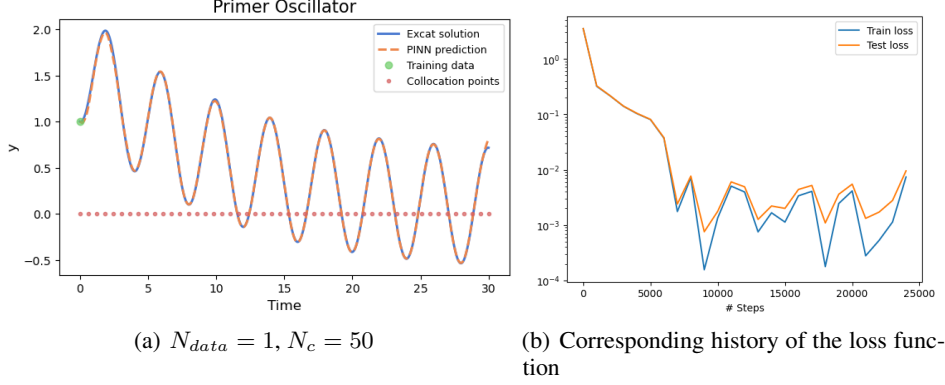 Primer Oscillator
Excat solution
PINN prediction
Training data
Collocation points
y
2.0
1.5
1.0
0.5
0.0
−0.5
0 5 10 15 20 25 30
Time
(a) N_{data} = 1, N_c = 50
Train loss
Test loss
10^0
10^{-1}
10^{-2}
10^{-3}
10^{-4}
0 5000 10000 15000 20000 25000
# Steps
(b) Corresponding history of the loss func-
tion